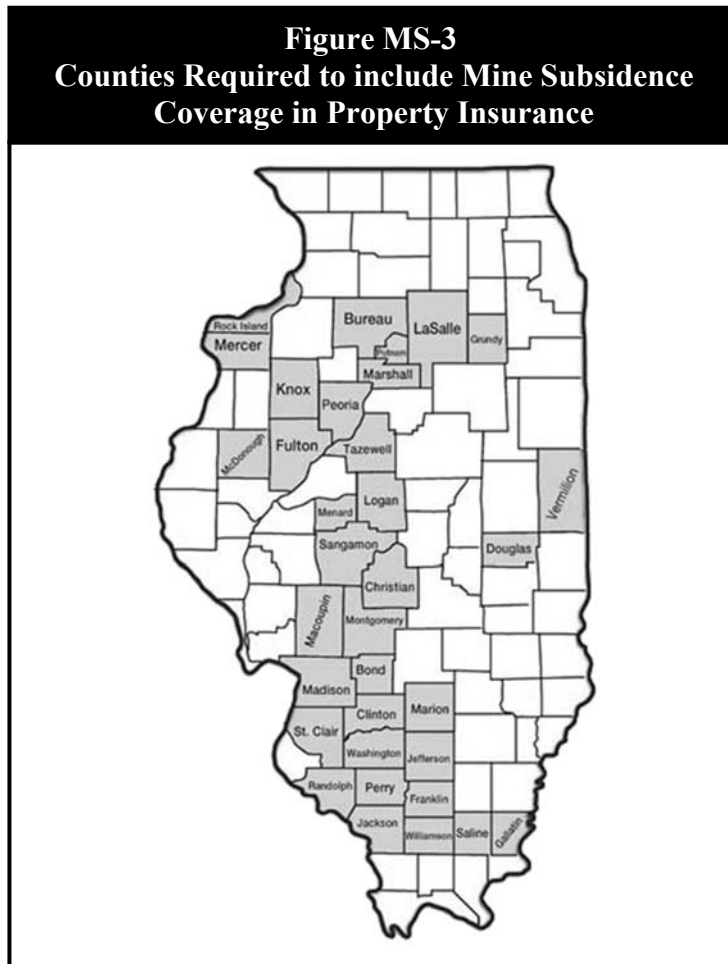 Figure MS-3
Counties Required to include Mine Subsidence
Coverage in Property Insurance
Rock Island
Mercer
Bureau
Putnam
LaSalle
Grundy
Marshall
Knox
Peoria
McDonough
Fulton
Tazewell
Vermilion
Logan
Menard
Sangamon
Douglas
Christian
Macoupin
Montgomery
Bond
Madison
Clinton
Marion
St. Clair
Washington
Jefferson
Randolph
Perry
Franklin
Jackson
Williamson
Saline
Gallatin